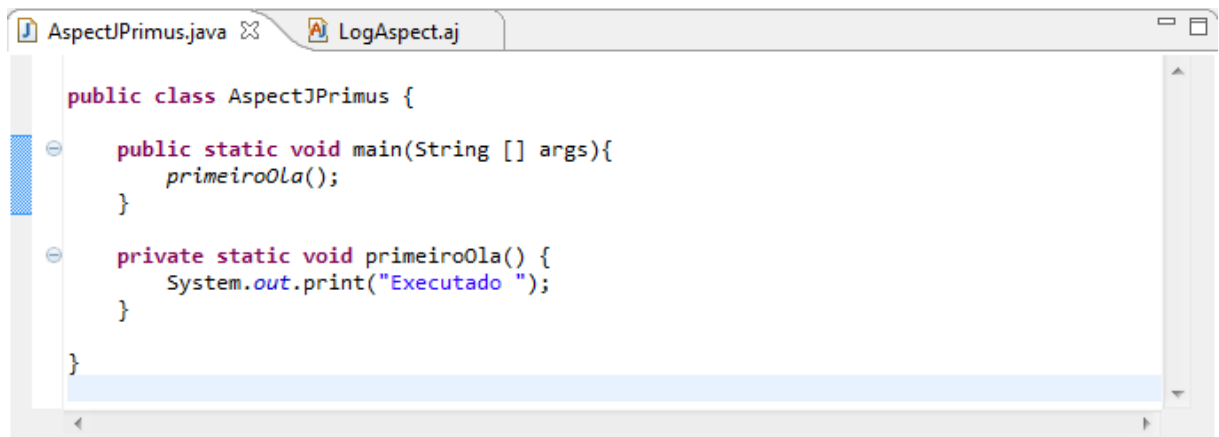 AspectJPrimus.java LogAspect.aj
public class AspectJPrimus {
public static void main(String [] args){
primeiroOla();
}
private static void primeiroOla() {
System.out.print("Executado ");
}
}